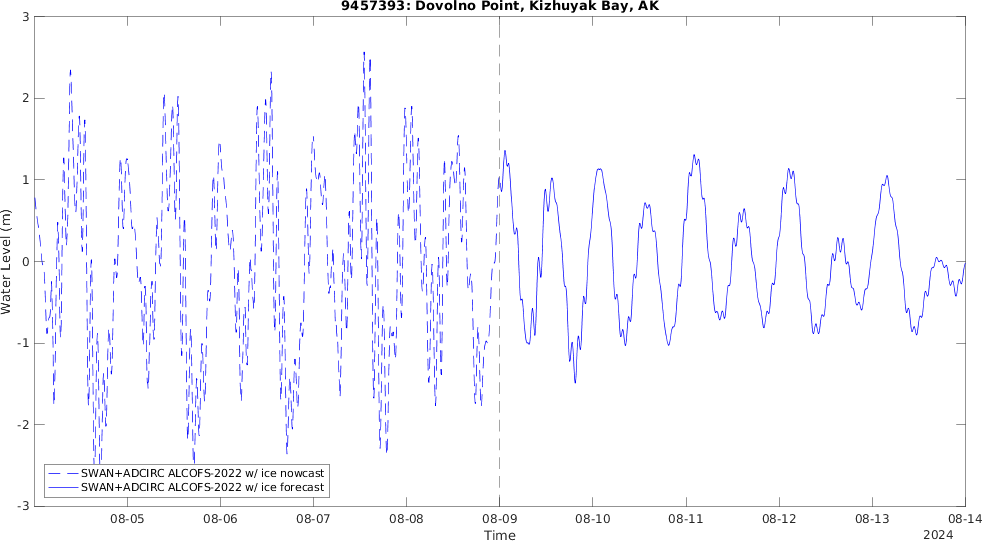 9457393: Dovolno Point, Kizhuyak Bay, AK
3
2
1
0
-1
-2
-3
Water Level (m)
SWAN+ADCIRC ALCOFS-2022 w/ ice nowcast
SWAN+ADCIRC ALCOFS-2022 w/ ice forecast
08-05 08-06 08-07 08-08 08-09 08-10 08-11 08-12 08-13 08-14
Time
2024